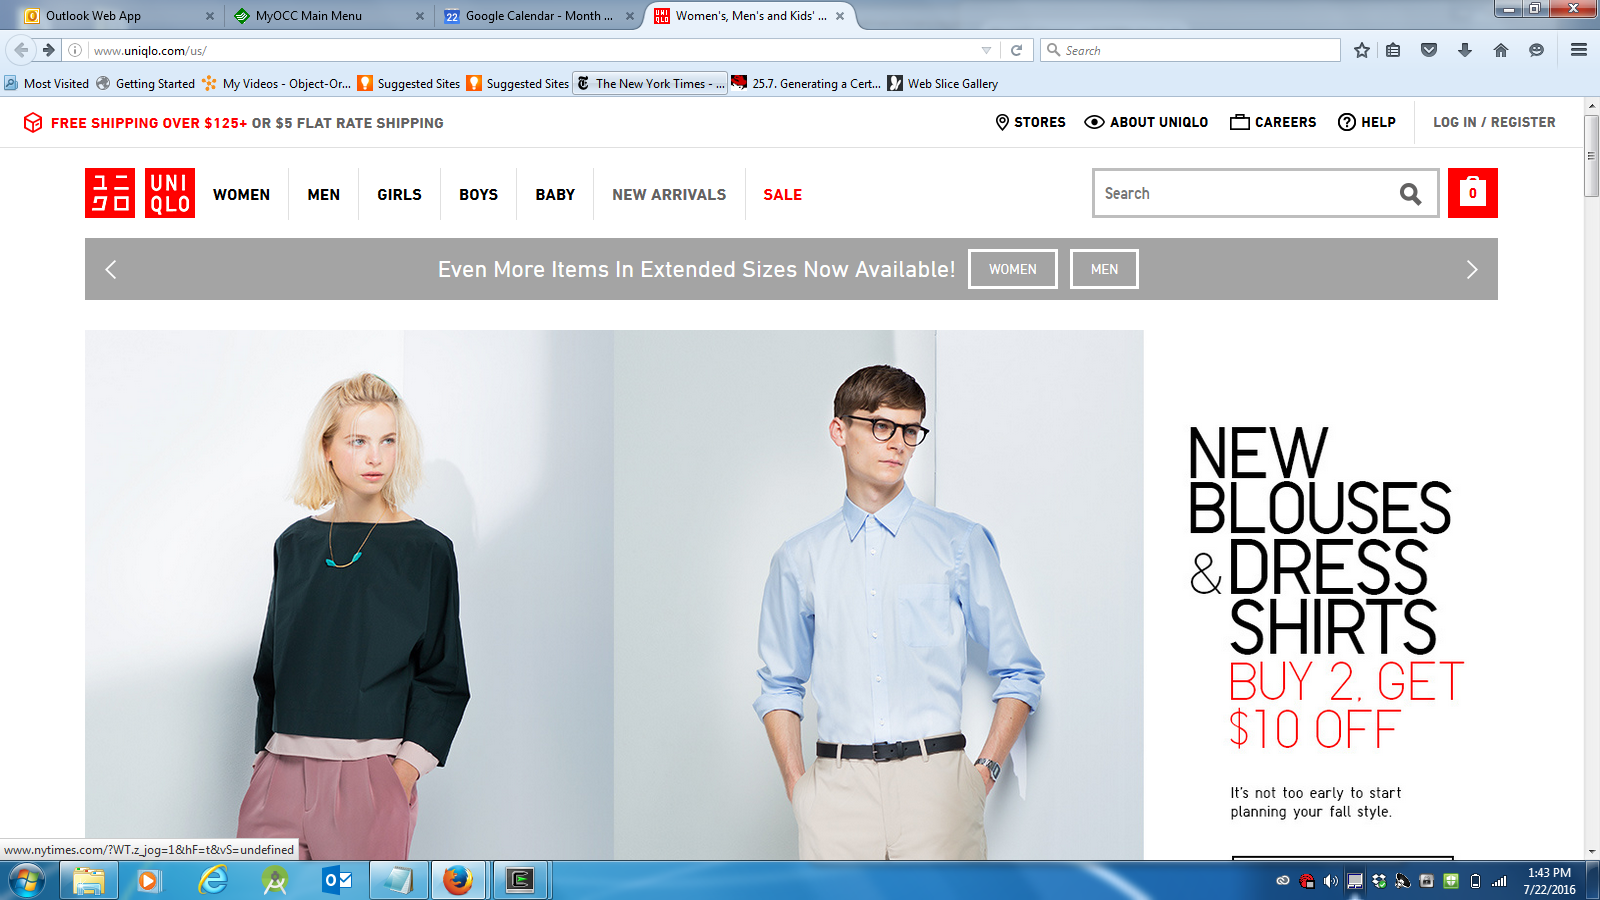 Outlook Web App
MyOCC Main Menu
Google Calendar - Month ...
Women's, Men's and Kids' ...
www.uniqlo.com/us/
Search
Most Visited
Getting Started
My Videos - Object-Or...
Suggested Sites
Suggested Sites
The New York Times - ...
25.7. Generating a Cert...
Web Slice Gallery
FREE SHIPPING OVER $125+ OR $5 FLAT RATE SHIPPING
STORES
ABOUT UNIQLO
CAREERS
HELP
LOG IN / REGISTER
ユニ
クロ
UNI
QLO
WOMEN
MEN
GIRLS
BOYS
BABY
NEW ARRIVALS
SALE
Search
0
Even More Items In Extended Sizes Now Available!
WOMEN
MEN
NEW
BLOUSES
& DRESS
SHIRTS
BUY 2, GET
$10 OFF
It's not too early to start
planning your fall style.
www.nytimes.com/?WT.z_jog=1&hF=t&vS=undefined
1:43 PM
7/22/2016